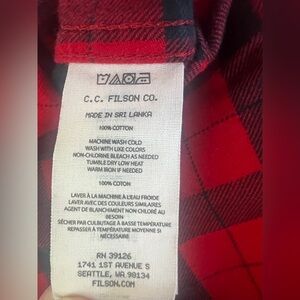 C.C. FILSON CO.
MADE IN SRI LANKA
100% COTTON
MACHINE WASH COLD
WASH WITH LIKE COLORS
NON-CHLORINE BLEACH AS NEEDED
TUMBLE DRY LOW HEAT
WARM IRON IF NEEDED
100% COTON
LAVER À LA MACHINE À L'EAU FROIDE
LAVER AVEC DES COULEURS SIMILAIRES
AGENT DE BLANCHIMENT NON CHLORE AU
BESOIN
SÉCHER PAR CULBUTAGE À BASSE TEMPÉRATURE
REPASSER À TEMPÉRATURE MOYENNE SI
NÉCESSAIRE
RN 39126
1741 1ST AVENUE S
SEATTLE, WA 98134
FILSON.COM